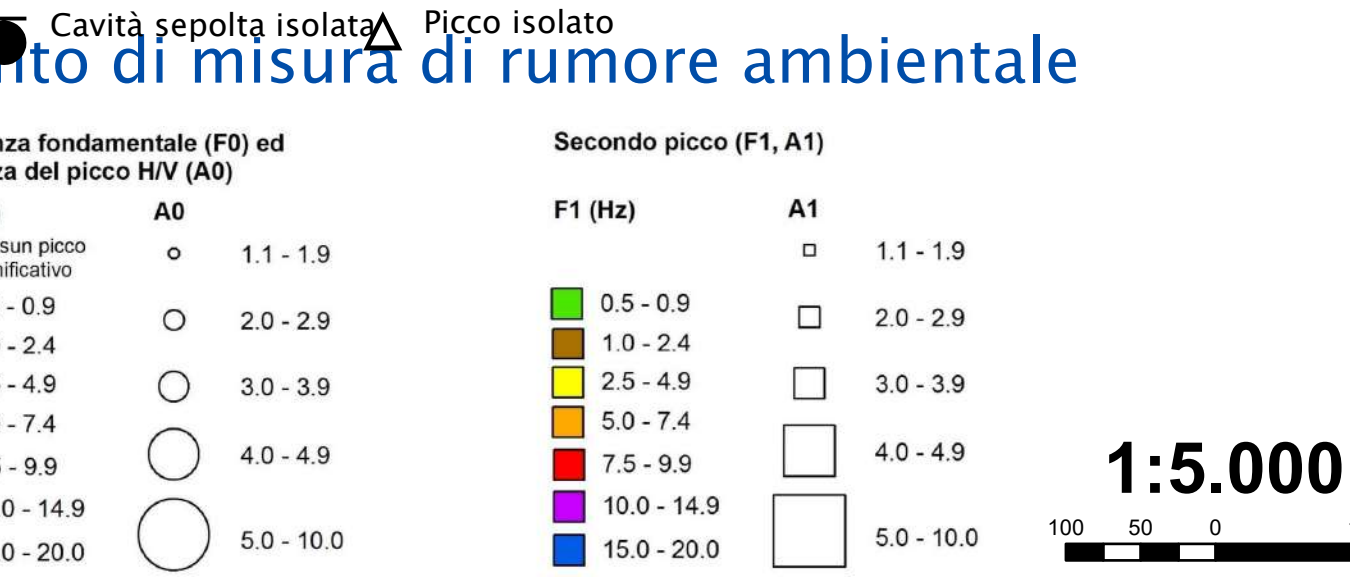 Cavità sepolta isolata Picco isolato
to di misura di rumore ambientale
nza fondamentale (F0) ed
za del picco H/V (A0)
A0
sun picco
nificativo
1.1 - 1.9
- 0.9
2.0 - 2.9
- 2.4
- 4.9
3.0 - 3.9
- 7.4
4.0 - 4.9
- 9.9
0 - 14.9
5.0 - 10.0
0 - 20.0
Secondo picco (F1, A1)
F1 (Hz) A1
1.1 - 1.9
0.5 - 0.9
2.0 - 2.9
1.0 - 2.4
2.5 - 4.9
3.0 - 3.9
5.0 - 7.4
4.0 - 4.9
7.5 - 9.9
10.0 - 14.9
5.0 - 10.0
15.0 - 20.0
1:5.000
100 50 0